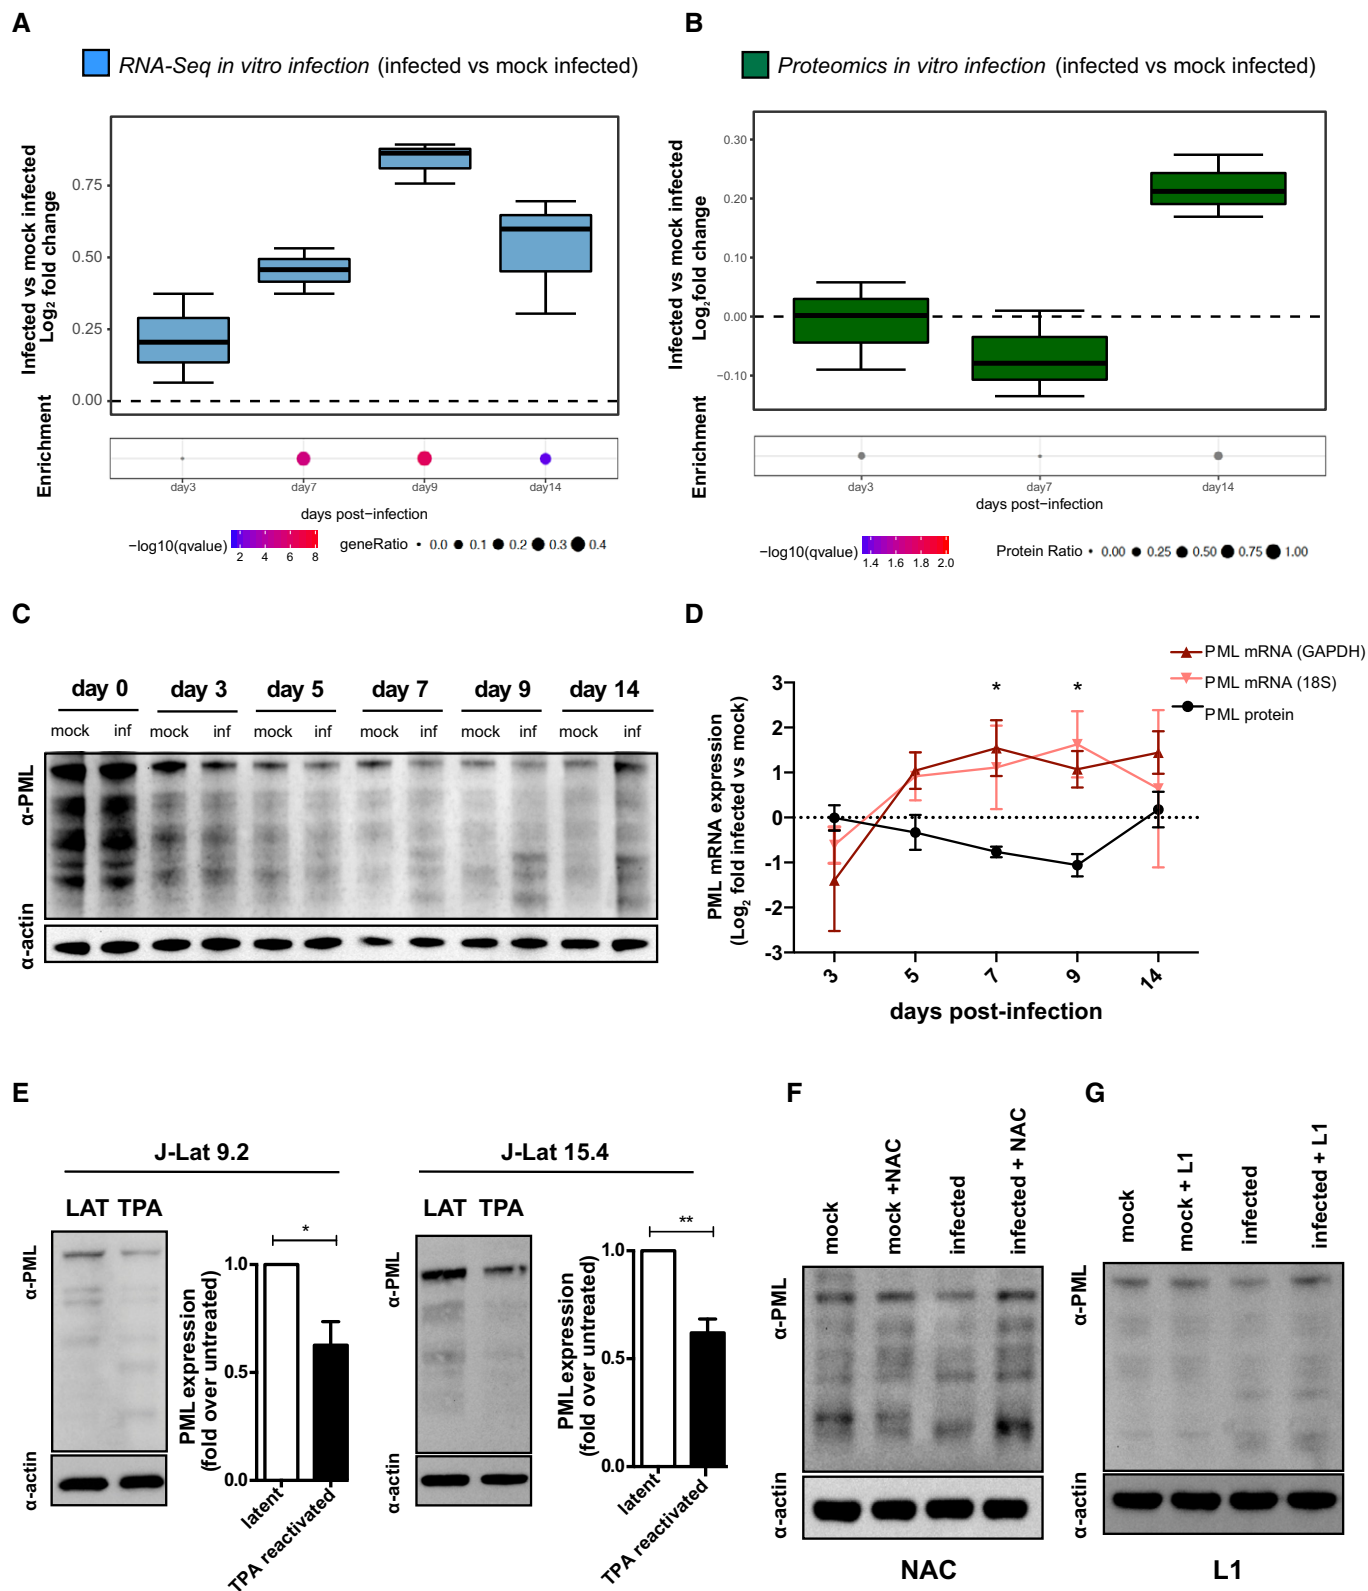 A
RNA-Seq in vitro infection (infected vs mock infected)
Infected vs mock infected
Log2 fold change
0.75
0.50
0.25
0.00
Enrichment
day3
day7
day9
day14
days post−infection
−log10(qvalue)
2 4 6 8
geneRatio
0.0 0.1 0.2 0.3 0.4
B
Proteomics in vitro infection (infected vs mock infected)
Infected vs mock infected
Log2 fold change
0.30
0.20
0.10
0.00
−0.10
Enrichment
day3
day7
day14
days post−infection
−log10(qvalue)
1.4 1.6 1.8 2.0
Protein Ratio
0.00 0.25 0.50 0.75 1.00
C
day 0 day 3 day 5 day 7 day 9 day 14
mock inf mock inf mock inf mock inf mock inf mock inf
α-PML
α-actin
D
PML mRNA (GAPDH)
PML mRNA (18S)
PML protein
PML mRNA expression
(Log2 fold infected vs mock)
3
2
1
0
-1
-2
-3
* *
3 5 7 9 14
days post-infection
E
J-Lat 9.2
LAT TPA
α-PML
α-actin
PML expression
(fold over untreated)
1.0
0.5
0.0
*
latent
TPA reactivated
J-Lat 15.4
LAT TPA
α-PML
α-actin
PML expression
(fold over untreated)
1.0
0.5
0.0
**
latent
TPA reactivated
F
mock
mock +NAC
infected
infected + NAC
α-PML
α-actin
NAC
G
mock
mock + L1
infected
infected + L1
α-PML
α-actin
L1